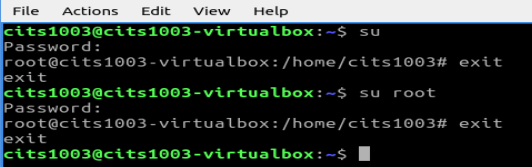 File Actions Edit View Help
cits1003@cits1003-virtualbox:~$ su
Password:
root@cits1003-virtualbox:/home/cits1003# exit
exit
cits1003@cits1003-virtualbox:~$ su root
Password:
root@cits1003-virtualbox:/home/cits1003# exit
exit
cits1003@cits1003-virtualbox:~$